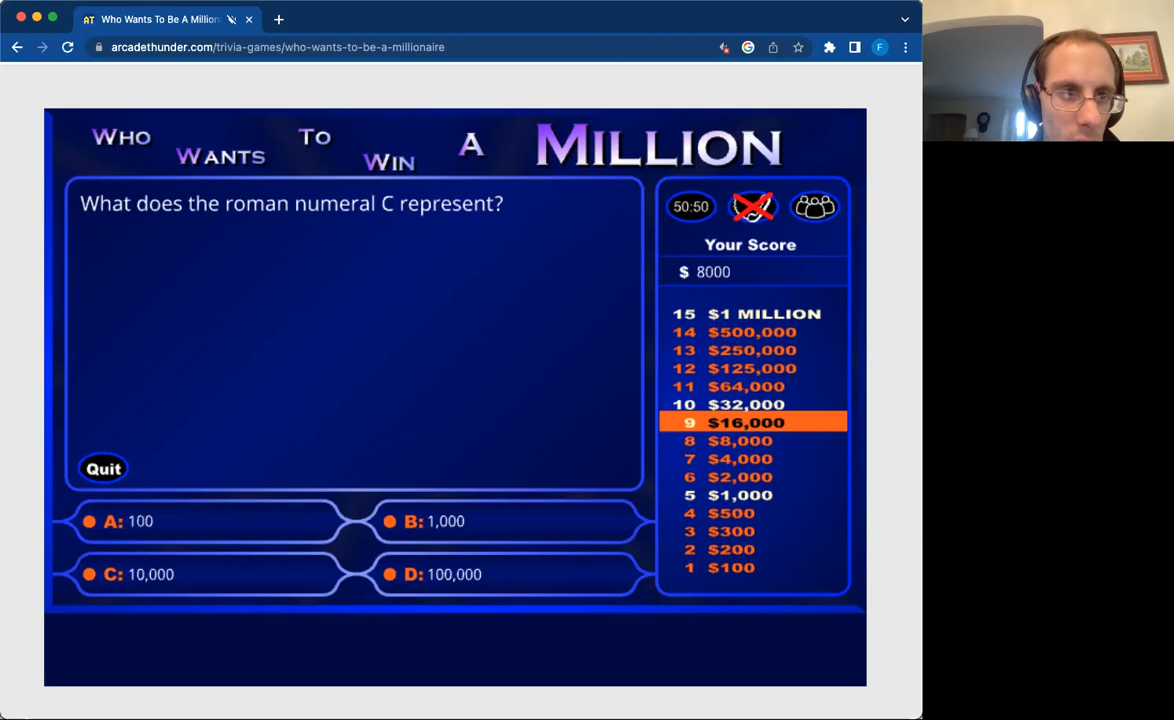 AT Who Wants To Be A Million
arcadethunder.com/trivia-games/who-wants-to-be-a-millionaire
F
WHO WANTS TO WIN A MILLION
What does the roman numeral C represent?
Quit
A: 100
B: 1,000
C: 10,000
D: 100,000
50:50
Your Score
$ 8000
15 $1 MILLION
14 $500,000
13 $250,000
12 $125,000
11 $64,000
10 $32,000
9 $16,000
8 $8,000
7 $4,000
6 $2,000
5 $1,000
4 $500
3 $300
2 $200
1 $100